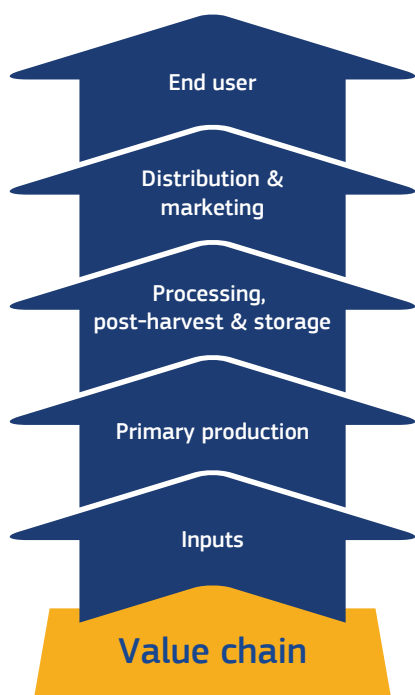 End user
Distribution &
marketing
Processing,
post-harvest & storage
Primary production
Inputs
Value chain